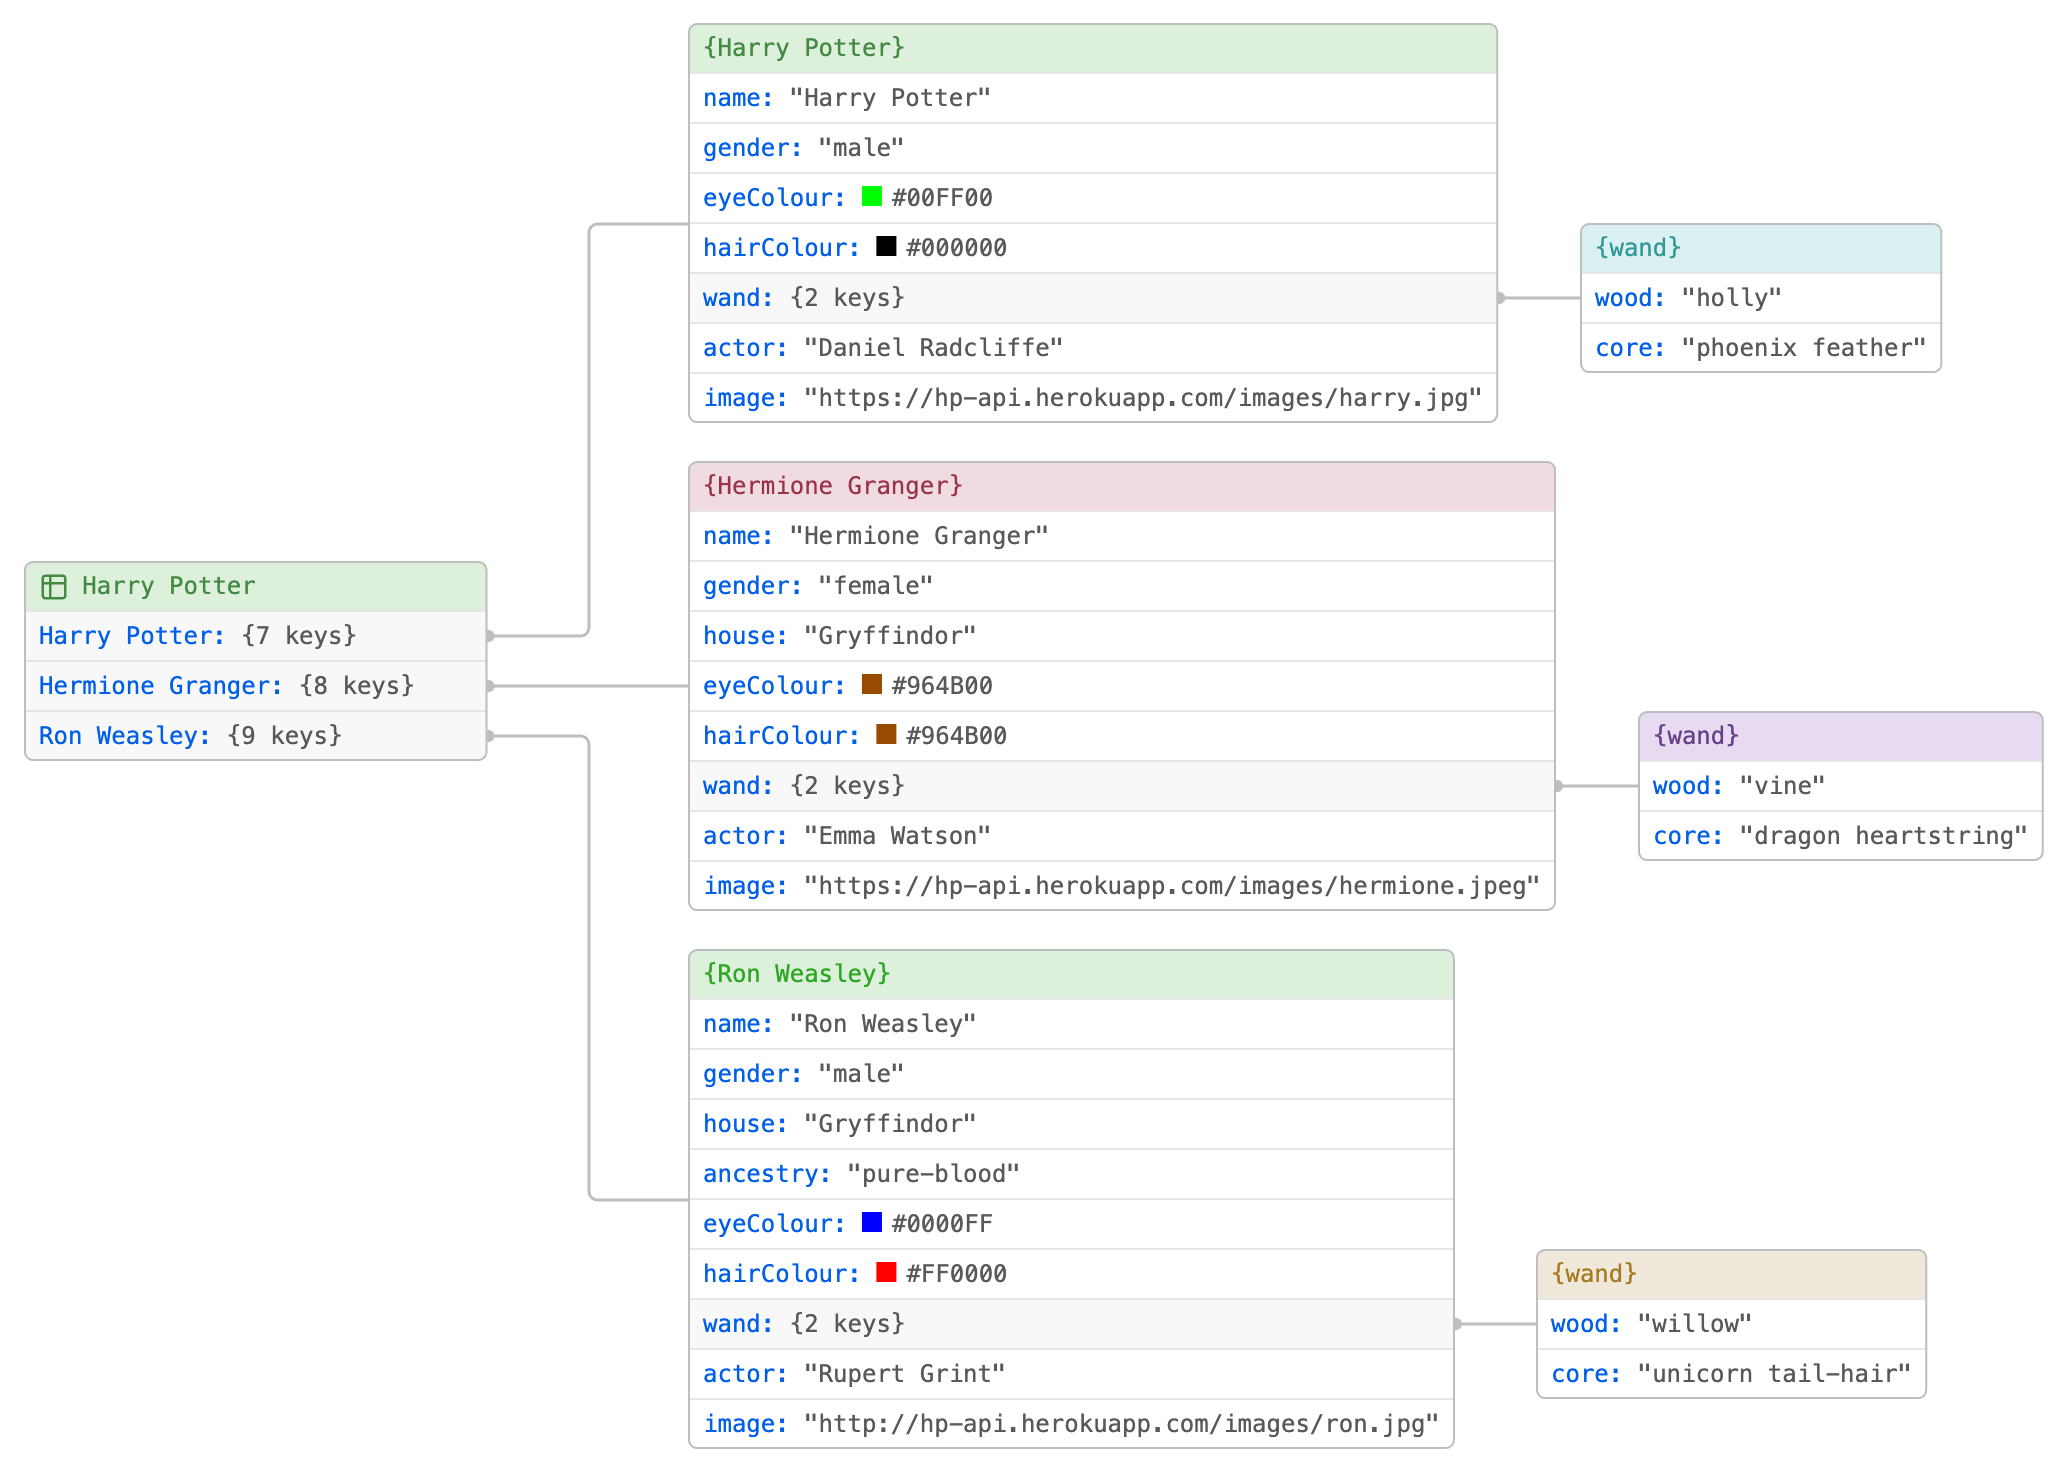 Harry Potter
Harry Potter: {7 keys}
Hermione Granger: {8 keys}
Ron Weasley: {9 keys}
{Harry Potter}
name: "Harry Potter"
gender: "male"
eyeColour: #00FF00
hairColour: #000000
wand: {2 keys}
actor: "Daniel Radcliffe"
image: "https://hp-api.herokuapp.com/images/harry.jpg"
{wand}
wood: "holly"
core: "phoenix feather"
{Hermione Granger}
name: "Hermione Granger"
gender: "female"
house: "Gryffindor"
eyeColour: #964B00
hairColour: #964B00
wand: {2 keys}
actor: "Emma Watson"
image: "https://hp-api.herokuapp.com/images/hermione.jpeg"
{wand}
wood: "vine"
core: "dragon heartstring"
{Ron Weasley}
name: "Ron Weasley"
gender: "male"
house: "Gryffindor"
ancestry: "pure-blood"
eyeColour: #0000FF
hairColour: #FF0000
wand: {2 keys}
actor: "Rupert Grint"
image: "http://hp-api.herokuapp.com/images/ron.jpg"
{wand}
wood: "willow"
core: "unicorn tail-hair"